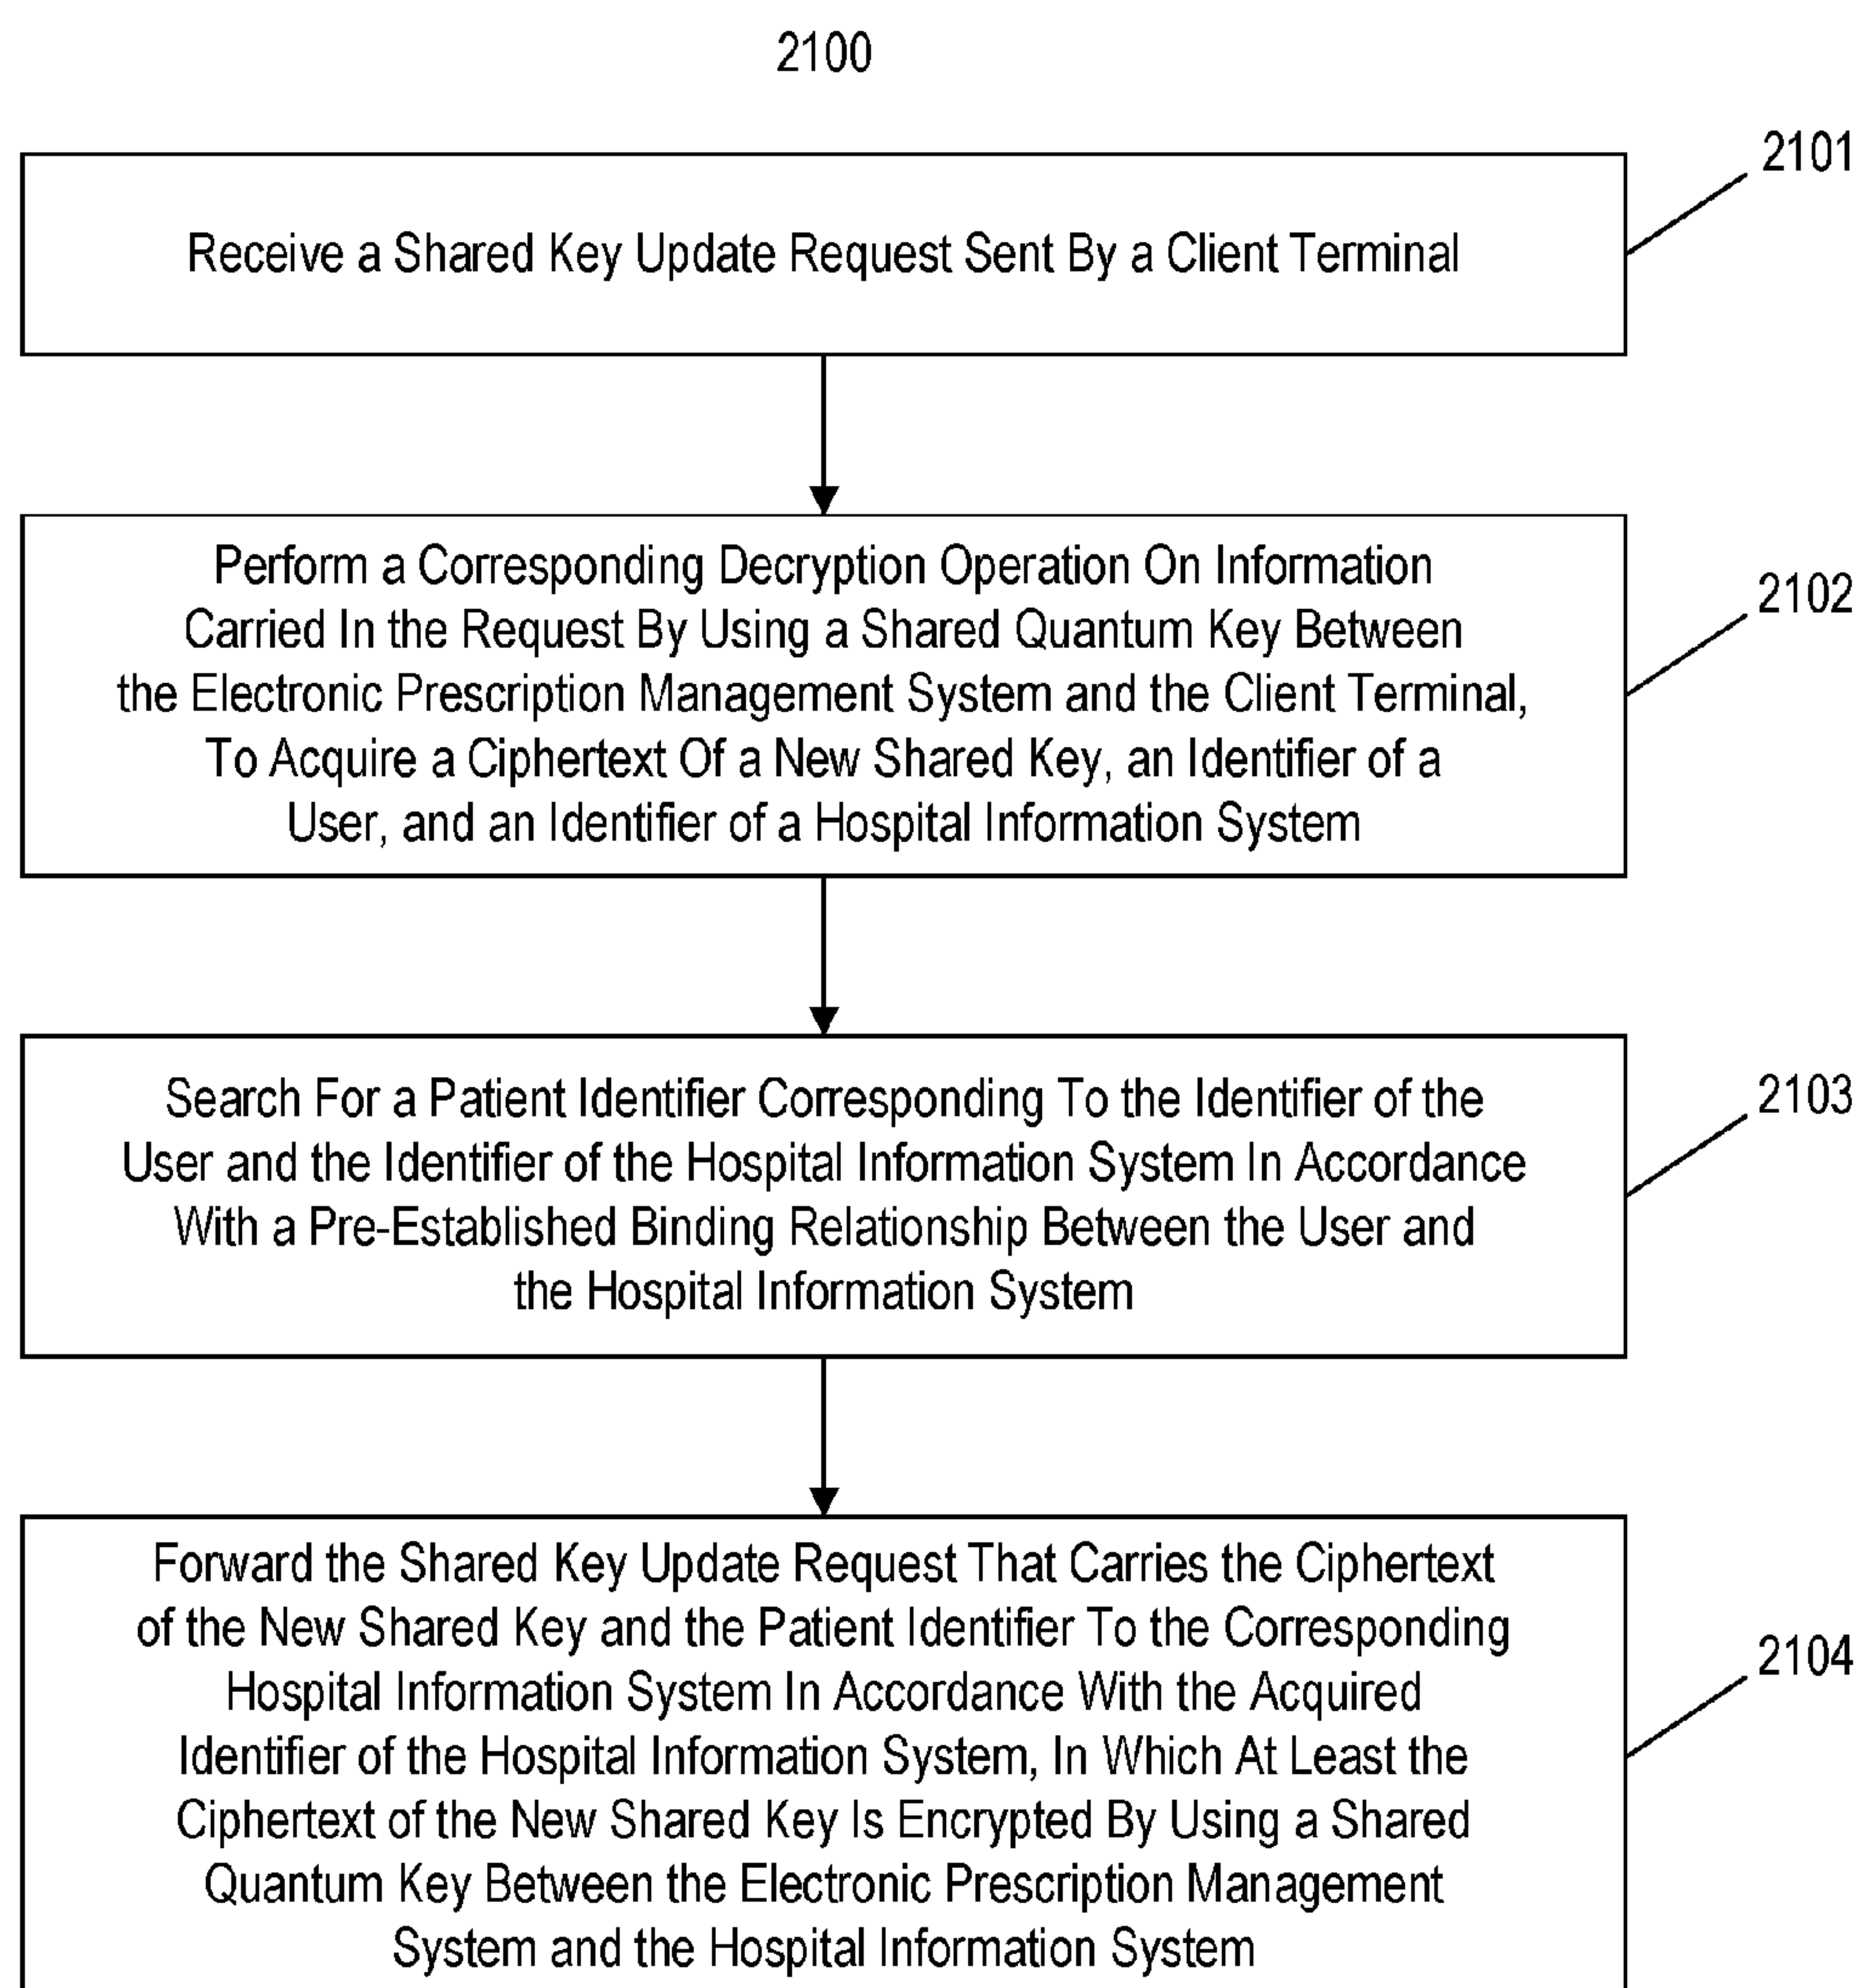 2100
2101
Receive a Shared Key Update Request Sent By a Client Terminal
Perform a Corresponding Decryption Operation On Information
Carried In the Request By Using a Shared Quantum Key Between
the Electronic Prescription Management System and the Client Terminal,
To Acquire a Ciphertext Of a New Shared Key, an Identifier of a
User, and an Identifier of a Hospital Information System
2102
Search For a Patient Identifier Corresponding To the Identifier of the
User and the Identifier of the Hospital Information System In Accordance
With a Pre-Established Binding Relationship Between the User and
the Hospital Information System
2103
Forward the Shared Key Update Request That Carries the Ciphertext
of the New Shared Key and the Patient Identifier To the Corresponding
Hospital Information System In Accordance With the Acquired
Identifier of the Hospital Information System, In Which At Least the
Ciphertext of the New Shared Key Is Encrypted By Using a Shared
Quantum Key Between the Electronic Prescription Management
System and the Hospital Information System
2104